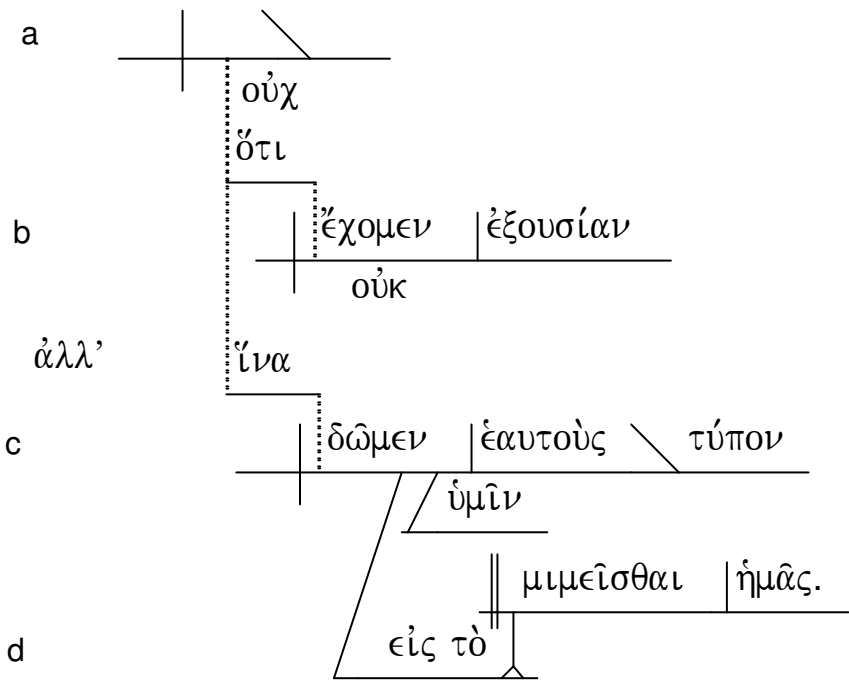 a
οὐχ
ὅτι
b ἔχομεν ἐξουσίαν
οὐκ
ἀλλ’ ἵνα
c δῶμεν ἑαυτοὺς τύπον
ὑμῖν
μιμεῖσθαι ἡμᾶς.
d εἰς τὸ